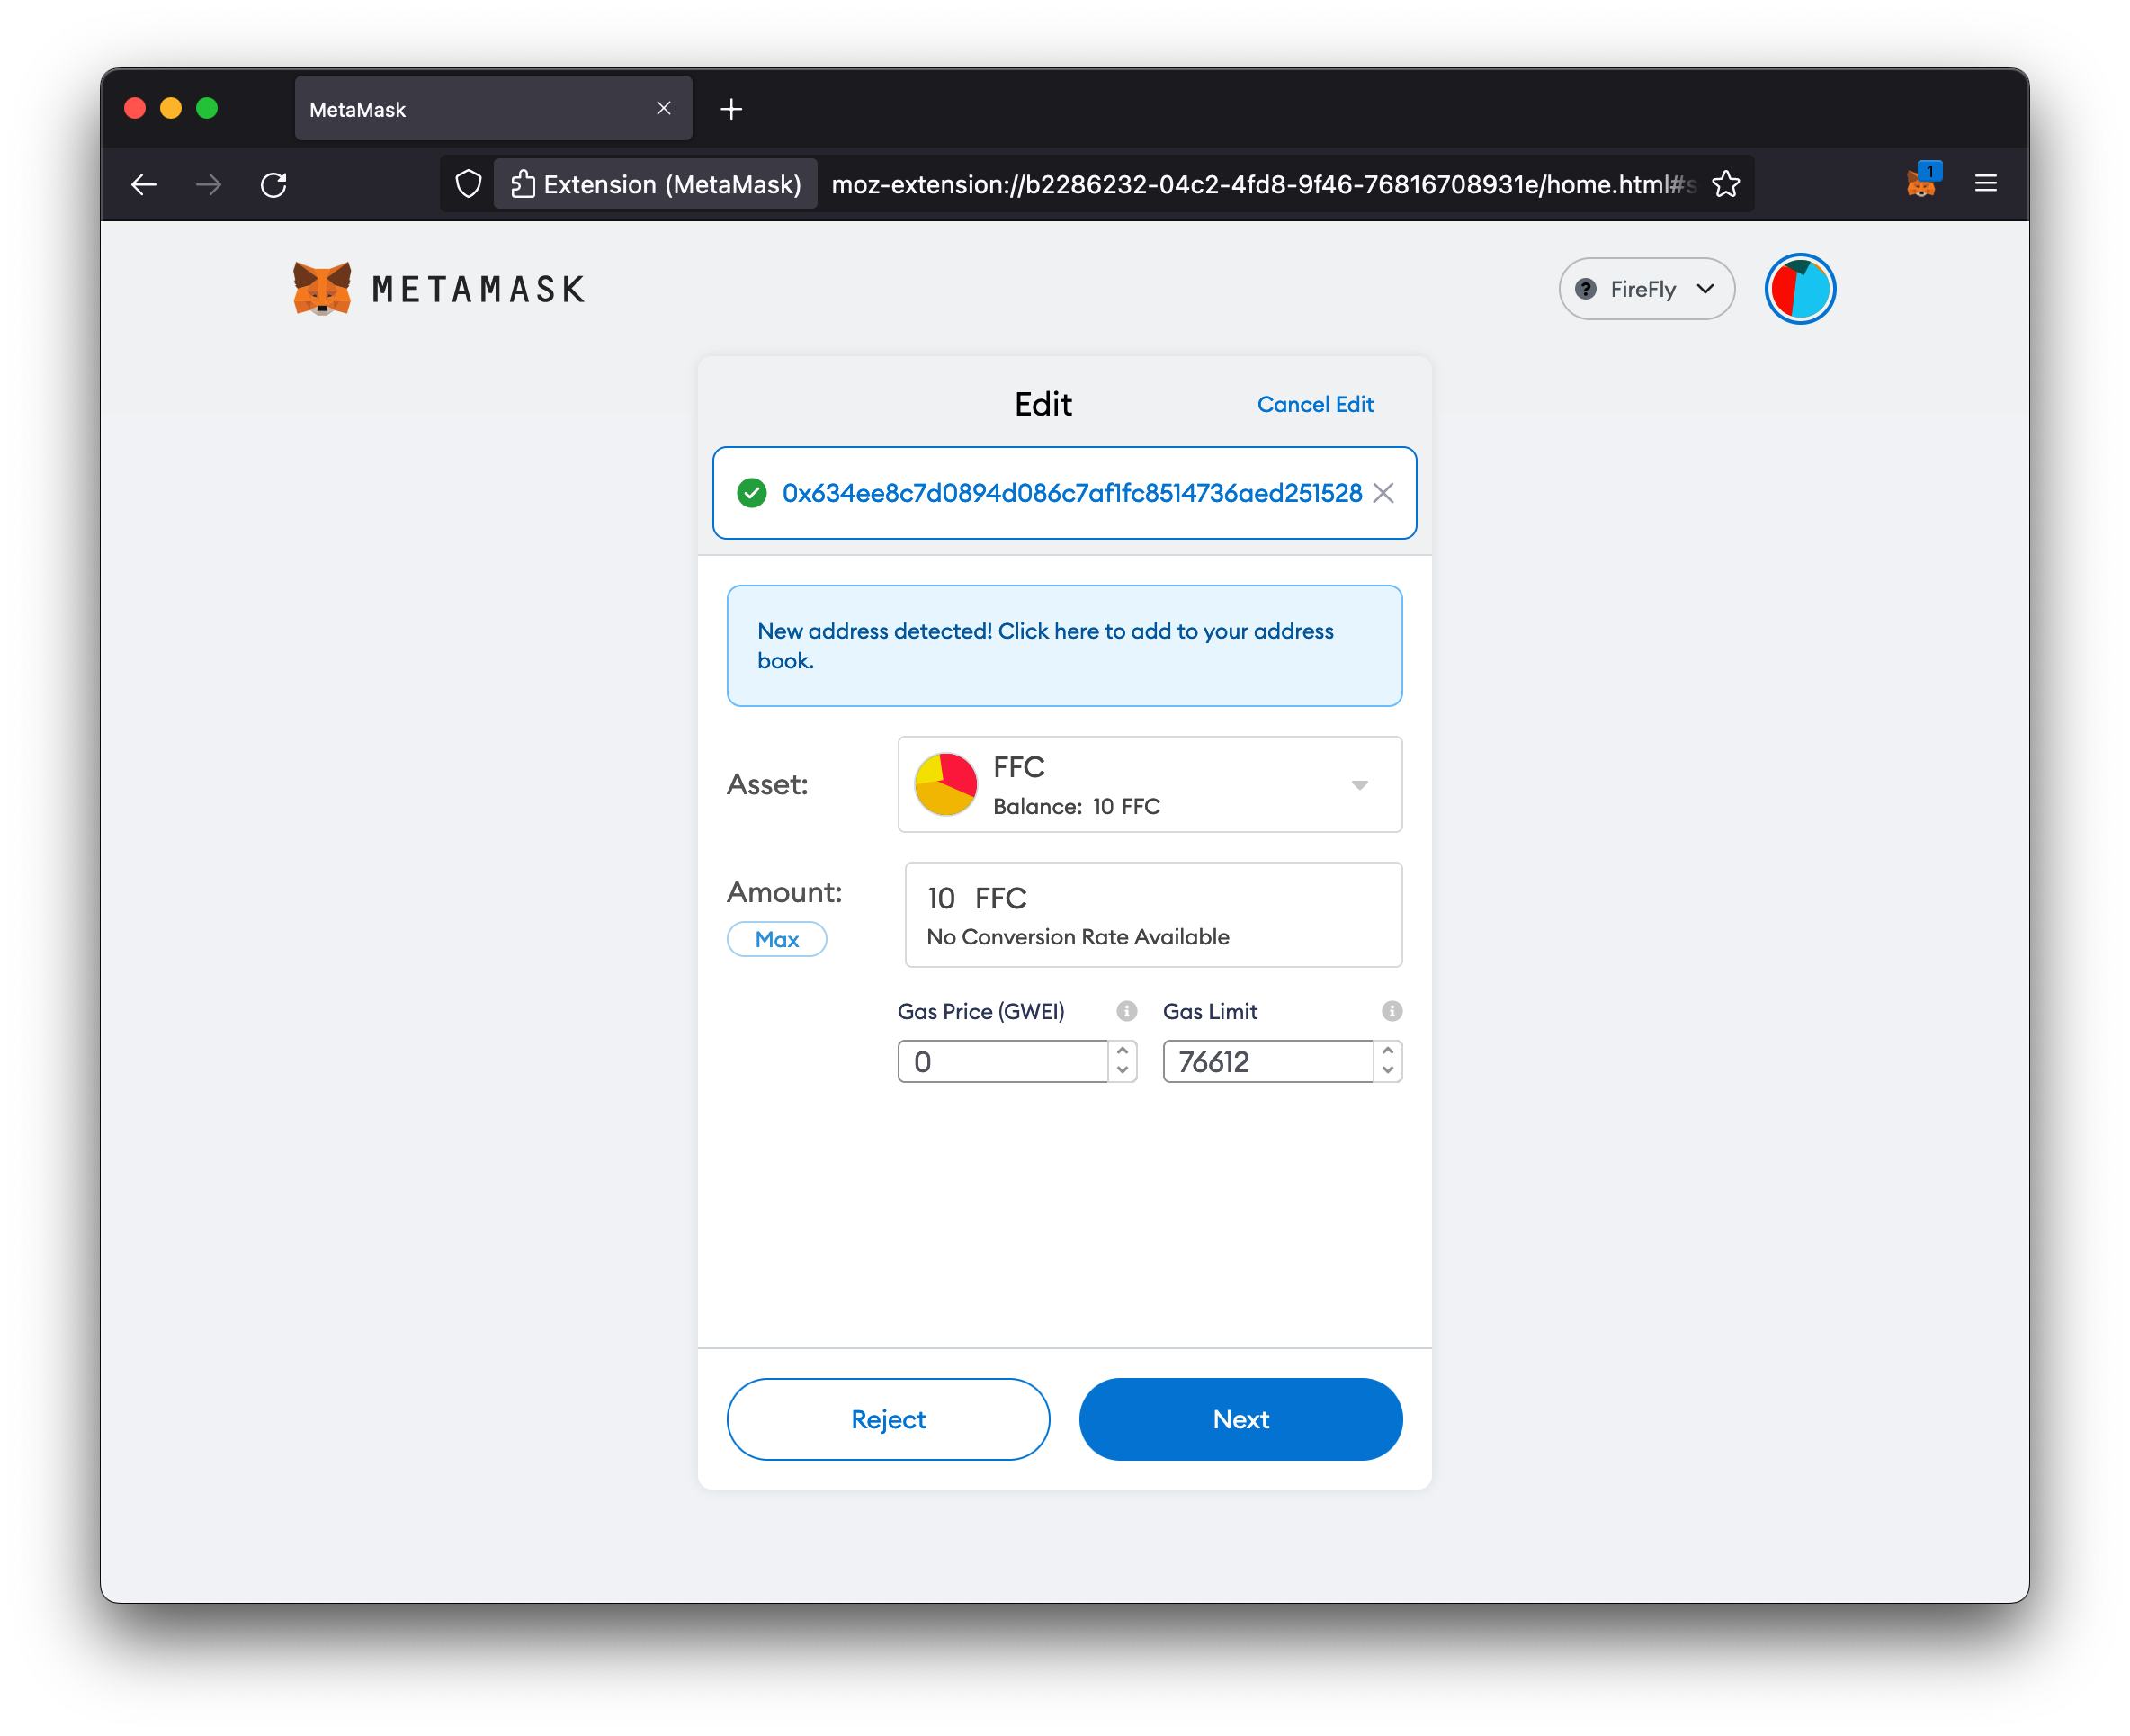 MetaMask
Extension (MetaMask) moz-extension://b2286232-04c2-4fd8-9f46-76816708931e/home.html#s
1
METAMASK
? FireFly
Edit Cancel Edit
0x634ee8c7d0894d086c7af1fc8514736aed251528
New address detected! Click here to add to your address
book.
Asset:
FFC
Balance: 10 FFC
Amount:
Max
10 FFC
No Conversion Rate Available
Gas Price (GWEI) i Gas Limit i
0 76612
Reject Next